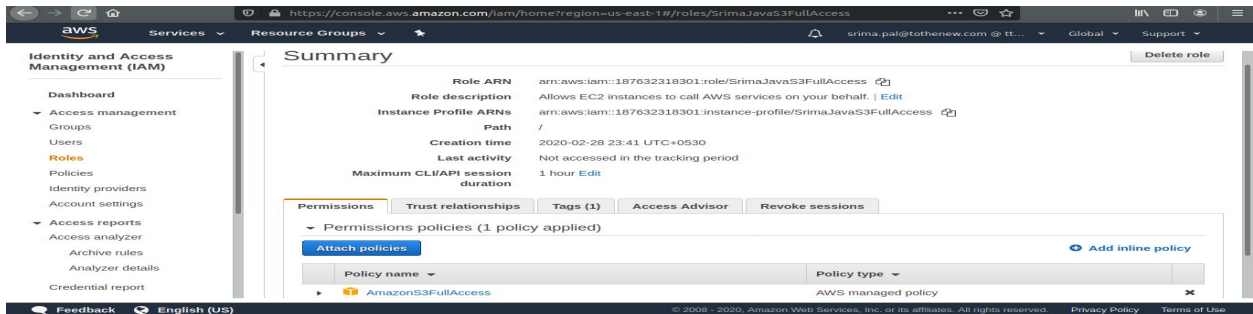 https://console.aws.amazon.com/iam/home?region=us-east-1#/roles/SrimaJavaS3FullAccess
aws Services Resource Groups srima.pal@tothenew.com @ tt... Global Support
Identity and Access Management (IAM)
Dashboard
Access management
Groups
Users
Roles
Policies
Identity providers
Account settings
Access reports
Access analyzer
Archive rules
Analyzer details
Credential report
Summary
Delete role
Role ARN arn:aws:iam::187632318301:role/SrimaJavaS3FullAccess
Role description Allows EC2 instances to call AWS services on your behalf. | Edit
Instance Profile ARNs arn:aws:iam::187632318301:instance-profile/SrimaJavaS3FullAccess
Path /
Creation time 2020-02-28 23:41 UTC+0530
Last activity Not accessed in the tracking period
Maximum CLI/API session duration 1 hour Edit
Permissions Trust relationships Tags (1) Access Advisor Revoke sessions
Permissions policies (1 policy applied)
Attach policies Add inline policy
Policy name Policy type
AmazonS3FullAccess AWS managed policy
Feedback English (US) © 2008 - 2020, Amazon Web Services, Inc. or its affiliates. All rights reserved. Privacy Policy Terms of Use